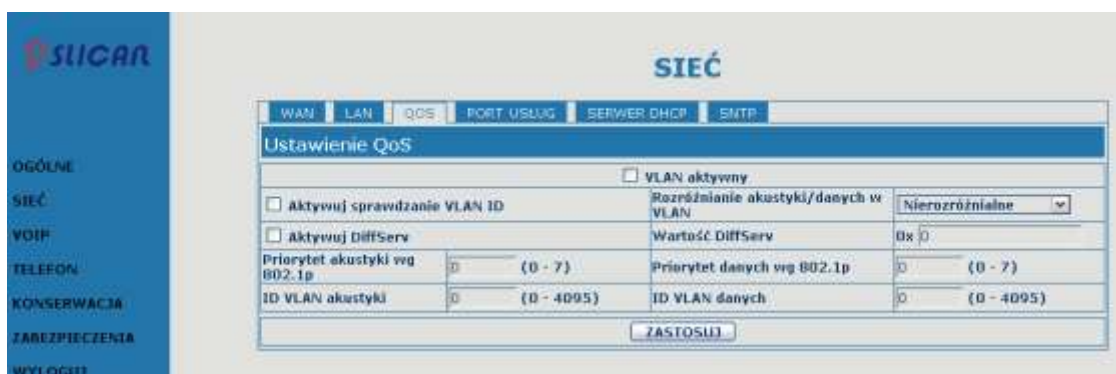 SLICAN
SIEĆ
WAN LAN QOS PORT USŁUG SERWER DHCP SNTP
Ustawienie QoS
VLAN aktywny
Aktywuj sprawdzanie VLAN ID
Rozróżnianie akustyki/danych w VLAN
Nierozróżnialne
Aktywuj DiffServ
Wartość DiffServ
0x 0
Priorytet akustyki wg 802.1p
0 (0 - 7)
Priorytet danych wg 802.1p
0 (0 - 7)
ID VLAN akustyki
0 (0 - 4095)
ID VLAN danych
0 (0 - 4095)
ZASTOSUJ
OGÓLNE
SIEĆ
VOIP
TELEFON
KONSERWACJA
ZABEZPIECZENIA
WYLOGUJ